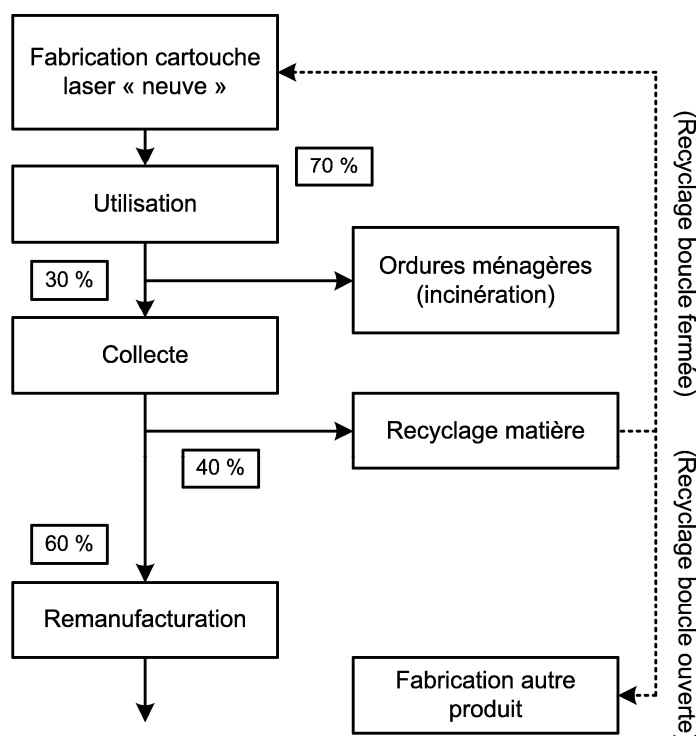 Fabrication cartouche
laser « neuve »
70 %
Utilisation
Ordures ménagères
(incinération)
30 %
Collecte
Recyclage matière
40 %
60 %
Remanufacturation
Fabrication autre
produit
(Recyclage boucle fermée)
(Recyclage boucle ouverte)